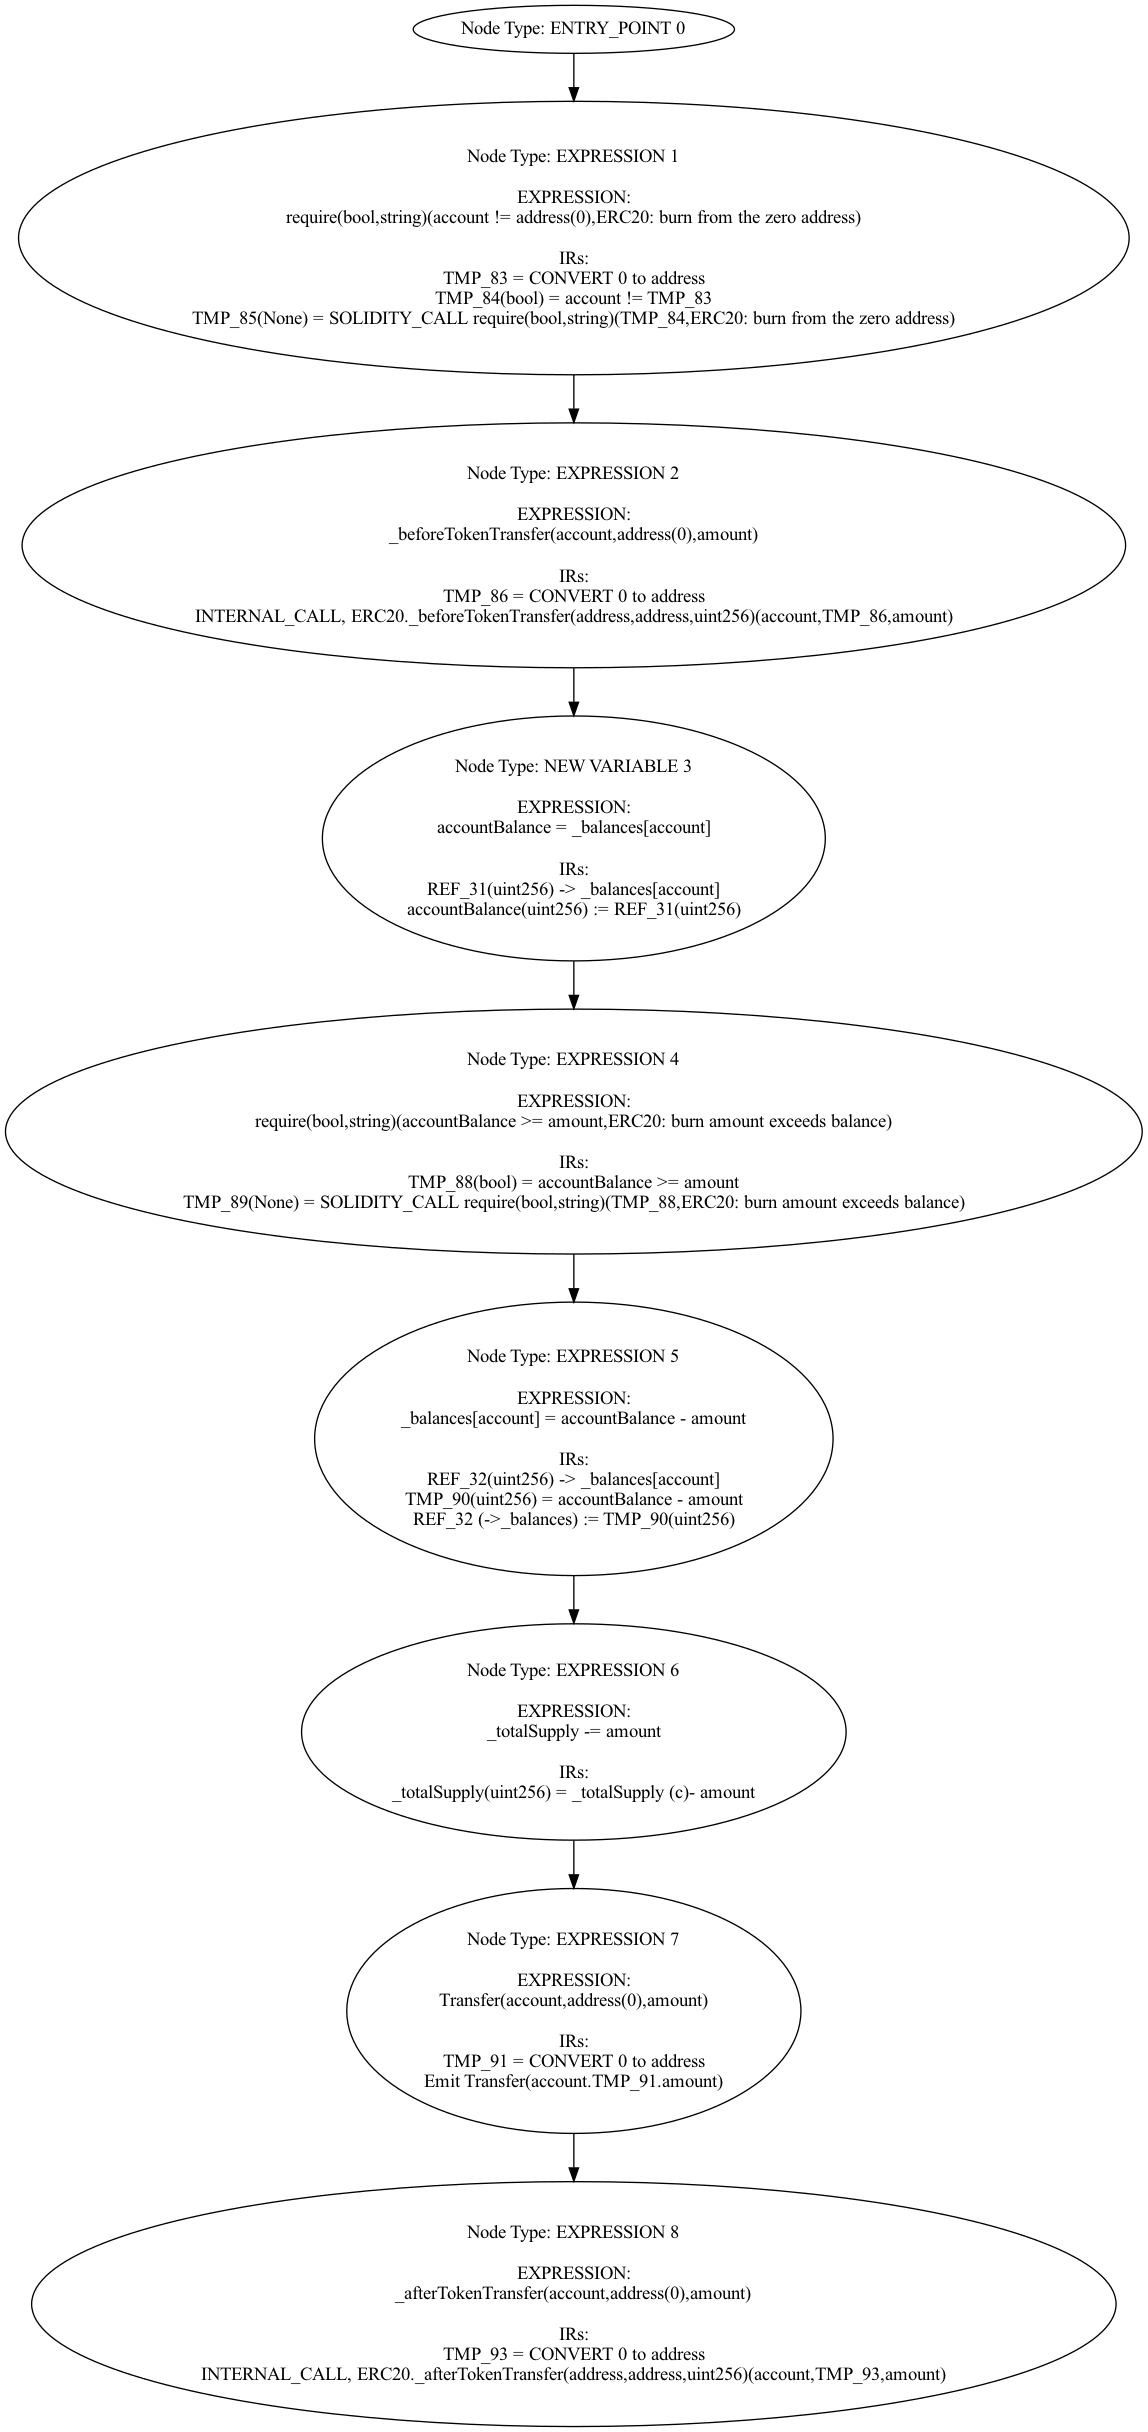 Node Type: ENTRY_POINT 0
Node Type: EXPRESSION 1
EXPRESSION:
require(bool,string)(account != address(0),ERC20: burn from the zero address)
IRs:
TMP_83 = CONVERT 0 to address
TMP_84(bool) = account != TMP_83
TMP_85(None) = SOLIDITY_CALL require(bool,string)(TMP_84,ERC20: burn from the zero address)
Node Type: EXPRESSION 2
EXPRESSION:
_beforeTokenTransfer(account,address(0),amount)
IRs:
TMP_86 = CONVERT 0 to address
INTERNAL_CALL, ERC20._beforeTokenTransfer(address,address,uint256)(account,TMP_86,amount)
Node Type: NEW VARIABLE 3
EXPRESSION:
accountBalance = _balances[account]
IRs:
REF_31(uint256) -> _balances[account]
accountBalance(uint256) := REF_31(uint256)
Node Type: EXPRESSION 4
EXPRESSION:
require(bool,string)(accountBalance >= amount,ERC20: burn amount exceeds balance)
IRs:
TMP_88(bool) = accountBalance >= amount
TMP_89(None) = SOLIDITY_CALL require(bool,string)(TMP_88,ERC20: burn amount exceeds balance)
Node Type: EXPRESSION 5
EXPRESSION:
_balances[account] = accountBalance - amount
IRs:
REF_32(uint256) -> _balances[account]
TMP_90(uint256) = accountBalance - amount
REF_32 (->_balances) := TMP_90(uint256)
Node Type: EXPRESSION 6
EXPRESSION:
_totalSupply -= amount
IRs:
_totalSupply(uint256) = _totalSupply (c)- amount
Node Type: EXPRESSION 7
EXPRESSION:
Transfer(account,address(0),amount)
IRs:
TMP_91 = CONVERT 0 to address
Emit Transfer(account.TMP_91.amount)
Node Type: EXPRESSION 8
EXPRESSION:
_afterTokenTransfer(account,address(0),amount)
IRs:
TMP_93 = CONVERT 0 to address
INTERNAL_CALL, ERC20._afterTokenTransfer(address,address,uint256)(account,TMP_93,amount)